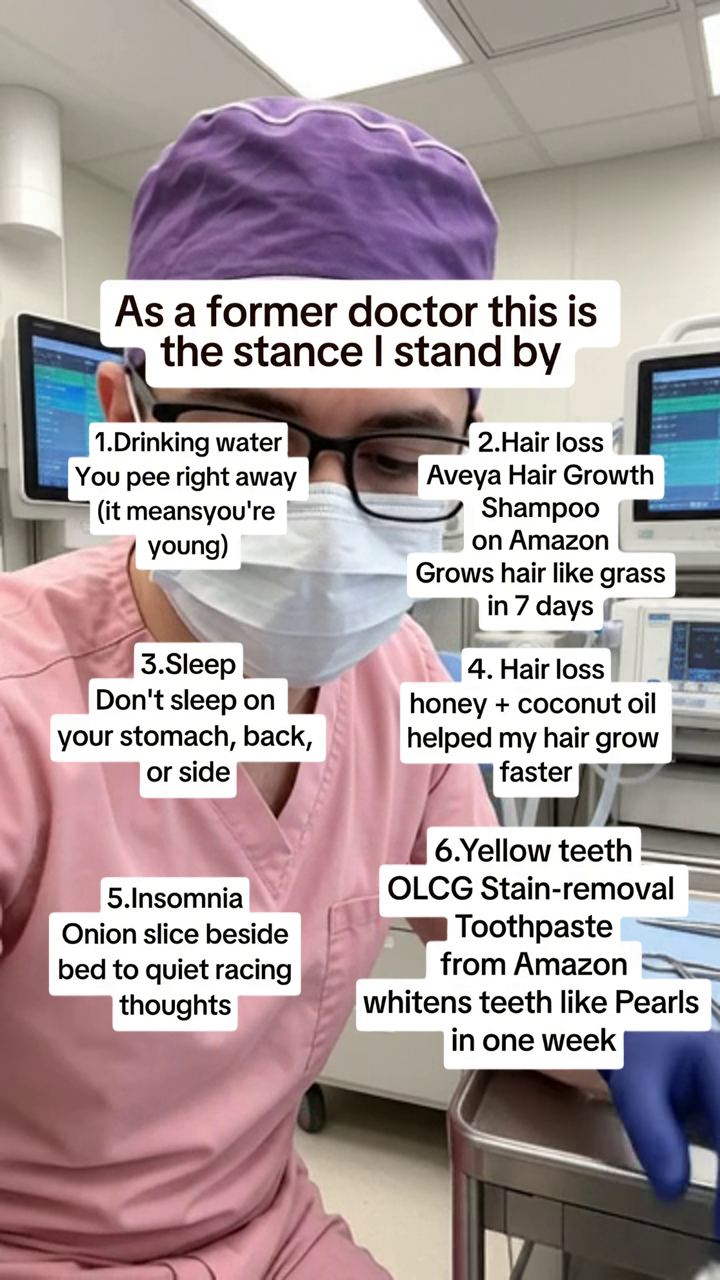 As a former doctor this is
the stance I stand by
1.Drinking water
You pee right away
(it meansyou're
young)
2.Hair loss
Aveya Hair Growth
Shampoo
on Amazon
Grows hair like grass
in 7 days
3.Sleep
Don't sleep on
your stomach, back,
or side
4. Hair loss
honey + coconut oil
helped my hair grow
faster
5.Insomnia
Onion slice beside
bed to quiet racing
thoughts
6.Yellow teeth
OLCG Stain-removal
Toothpaste
from Amazon
whitens teeth like Pearls
in one week